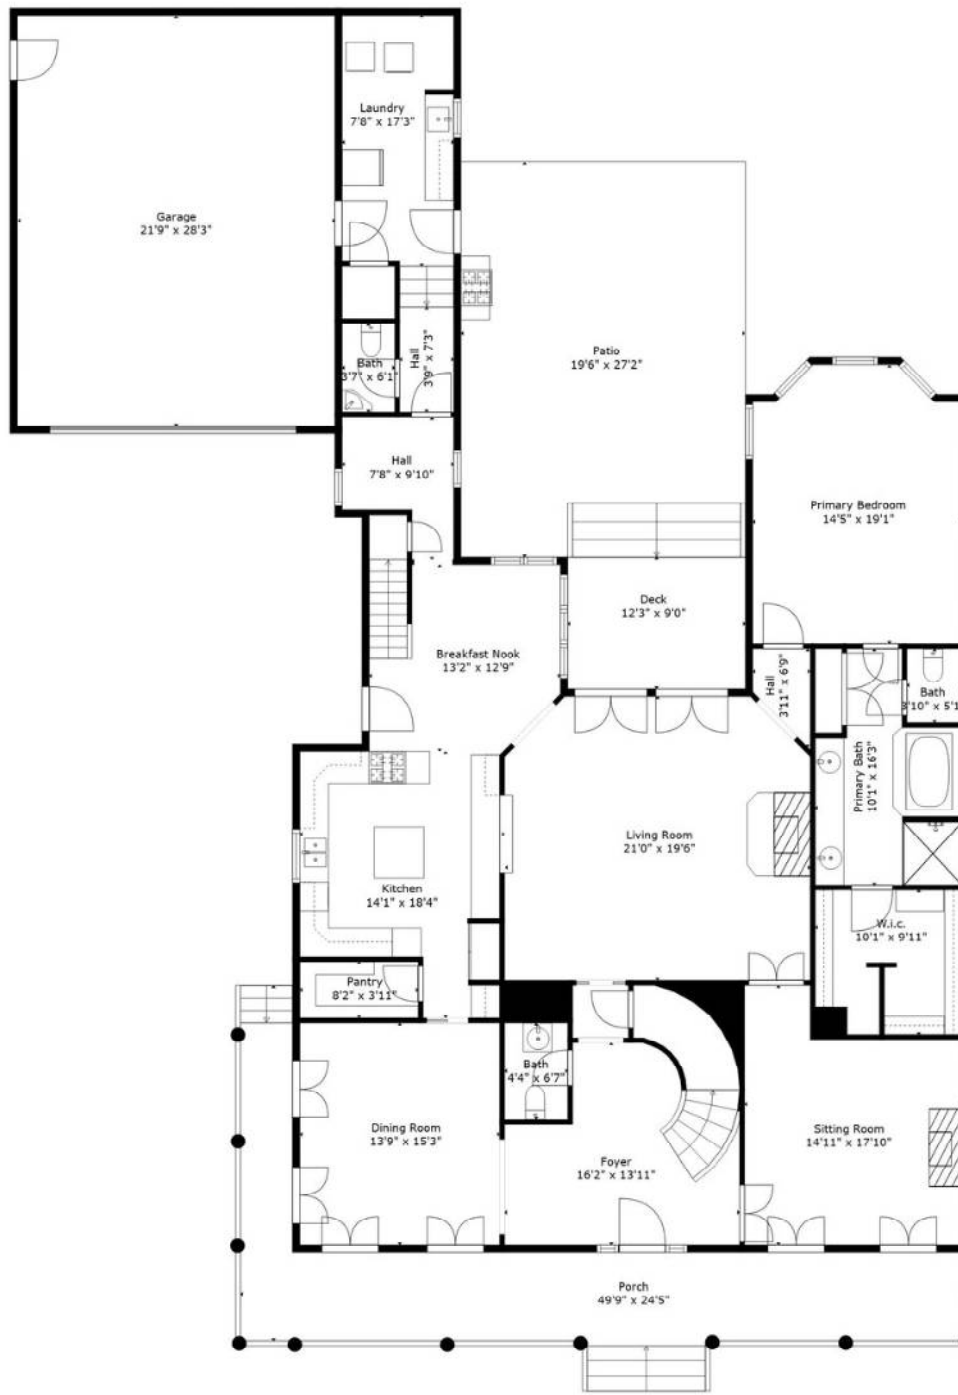 Laundry
7'8" x 17'3"
Garage
21'9" x 28'3"
Patio
19'6" x 27'2"
Hall
3'9" x 7'3"
Bath
3'7" x 6'1"
Hall
7'8" x 9'10"
Primary Bedroom
14'5" x 19'1"
Deck
12'3" x 9'0"
Breakfast Nook
13'2" x 12'9"
Hall
3'11" x 6'9"
Bath
3'10" x 5'1
Primary Bath
10'1" x 16'3"
Living Room
21'0" x 19'6"
Kitchen
14'1" x 18'4"
W.i.c.
10'1" x 9'11"
Pantry
8'2" x 3'11"
Bath
4'4" x 6'7"
Dining Room
13'9" x 15'3"
Sitting Room
14'11" x 17'10"
Foyer
16'2" x 13'11"
Porch
49'9" x 24'5"